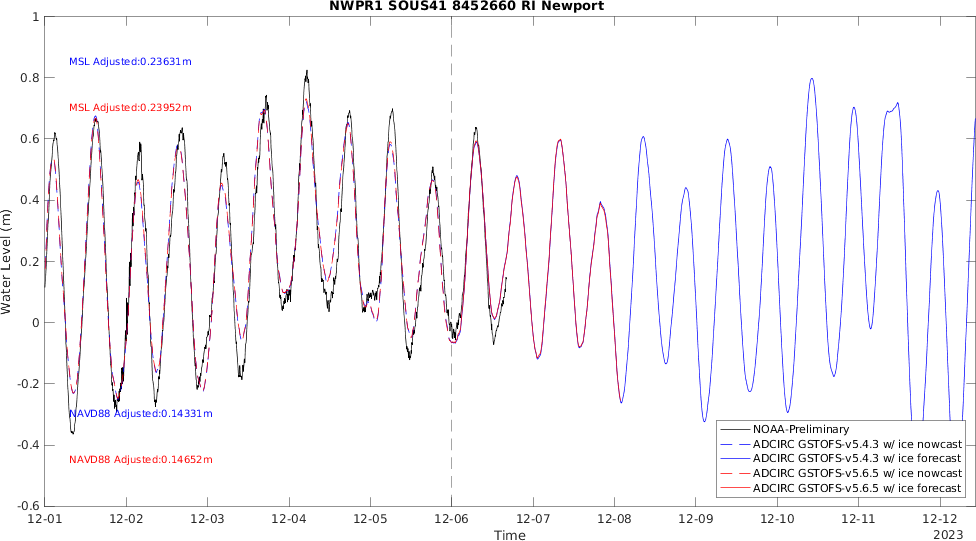 NWPR1 SOUS41 8452660 RI Newport
1
0.8
0.6
0.4
0.2
0
-0.2
-0.4
-0.6
Water Level (m)
MSL Adjusted:0.23631m
MSL Adjusted:0.23952m
NAVD88 Adjusted:0.14331m
NAVD88 Adjusted:0.14652m
NOAA-Preliminary
ADCIRC GSTOFS-v5.4.3 w/ ice nowcast
ADCIRC GSTOFS-v5.4.3 w/ ice forecast
ADCIRC GSTOFS-v5.6.5 w/ ice nowcast
ADCIRC GSTOFS-v5.6.5 w/ ice forecast
12-01 12-02 12-03 12-04 12-05 12-06 12-07 12-08 12-09 12-10 12-11 12-12
Time
2023